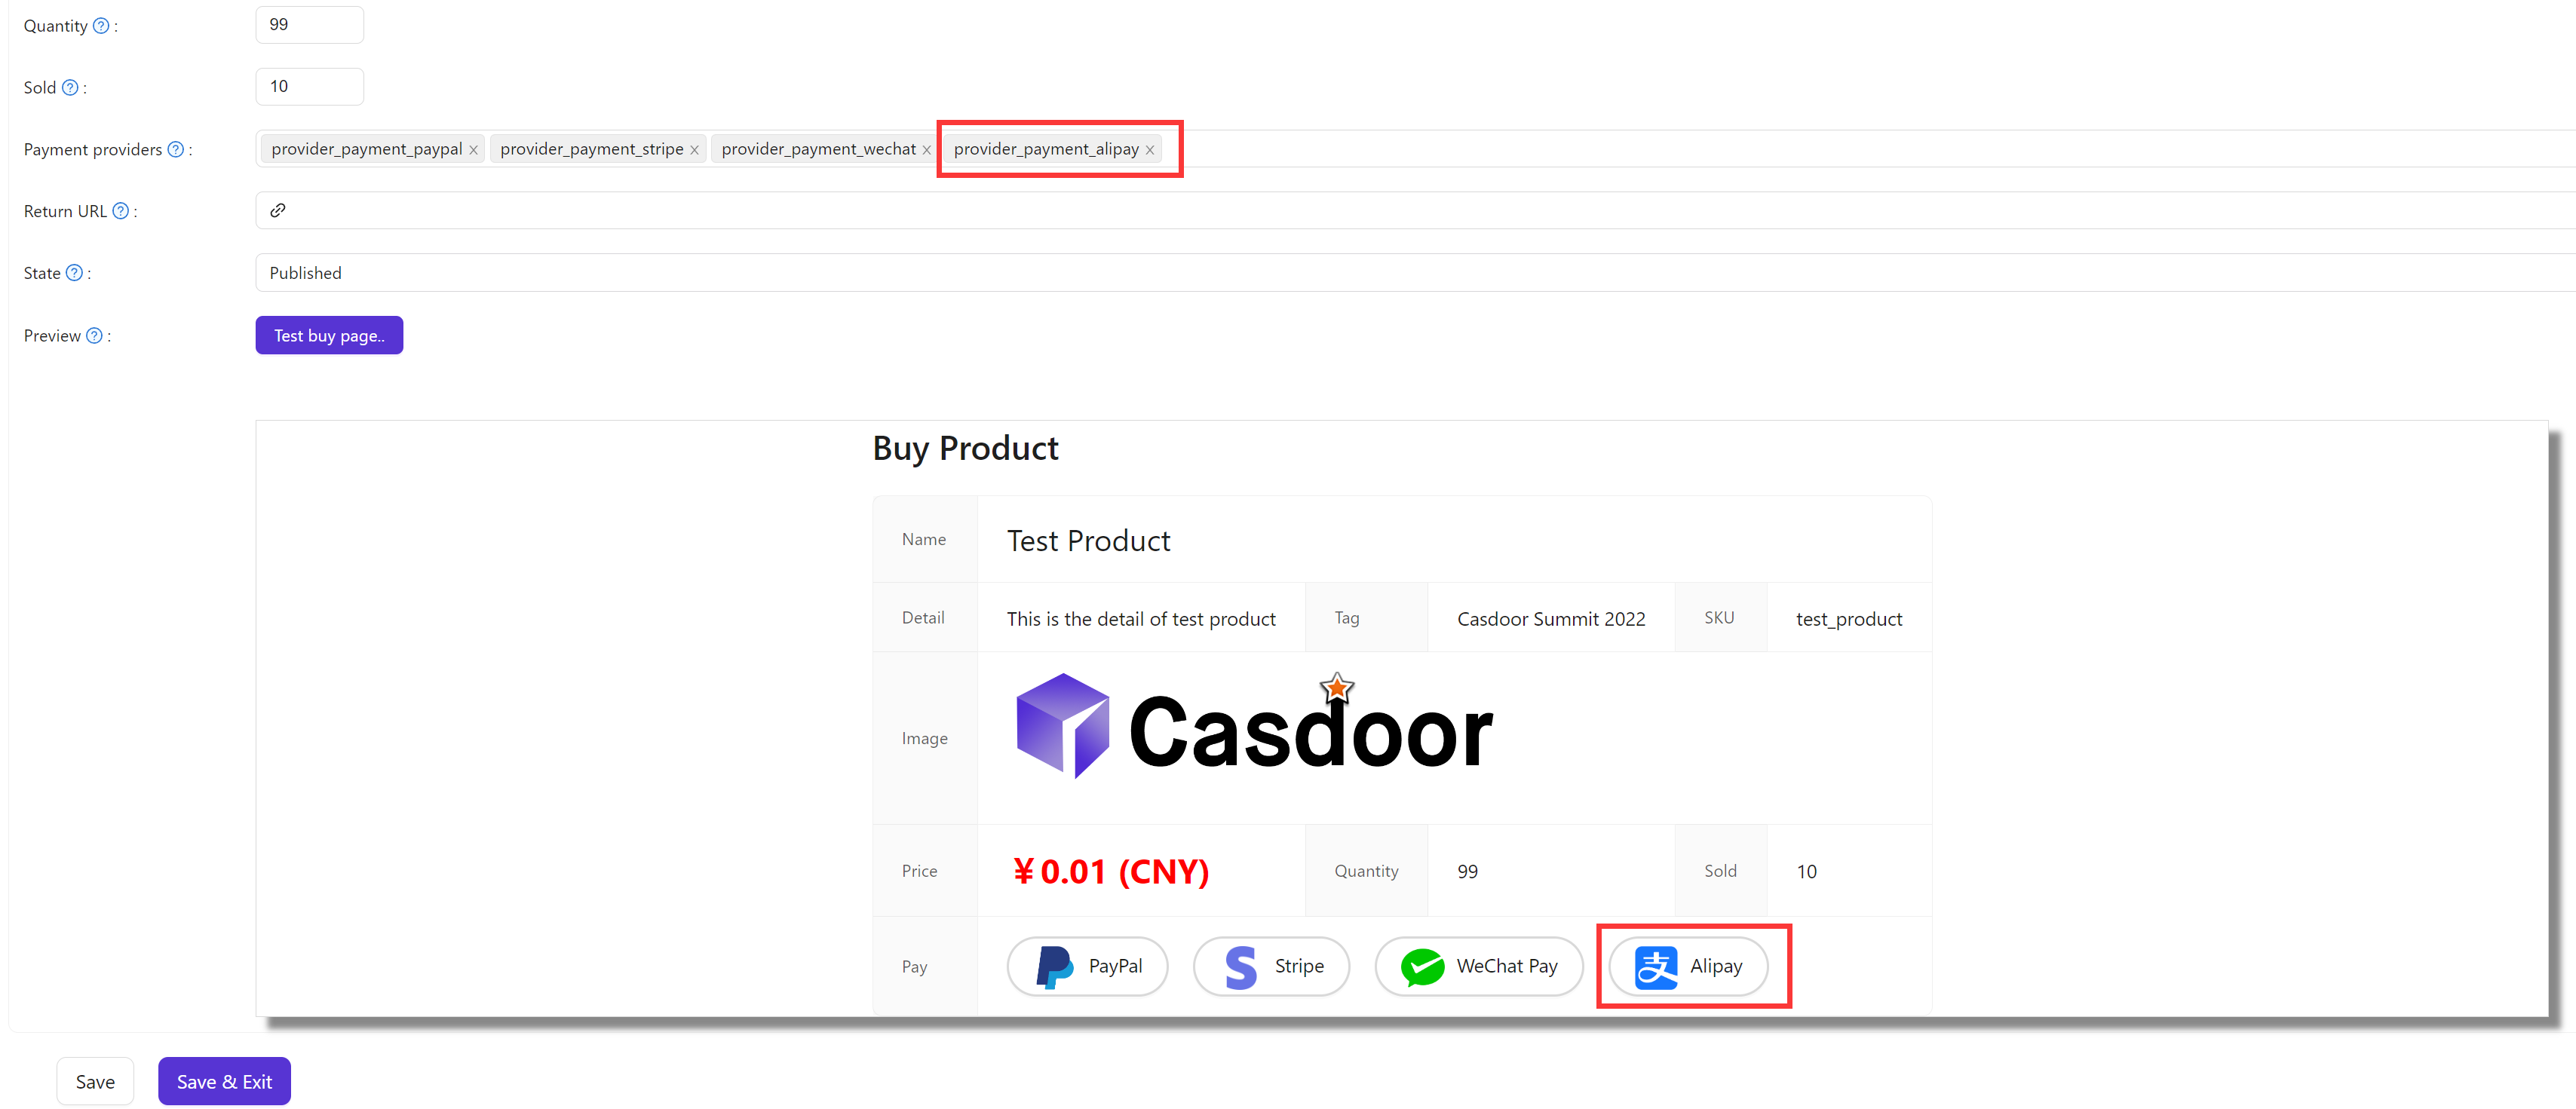 Quantity ? : 99
Sold ? : 10
Payment providers ? : provider_payment_paypal × provider_payment_stripe × provider_payment_wechat × provider_payment_alipay ×
Return URL ? :
State ? : Published
Preview ? : Test buy page..
Buy Product
Name Test Product
Detail This is the detail of test product Tag Casdoor Summit 2022 SKU test_product
Image Casdoor
Price ¥0.01 (CNY) Quantity 99 Sold 10
Pay PayPal Stripe WeChat Pay 支 Alipay
Save Save & Exit